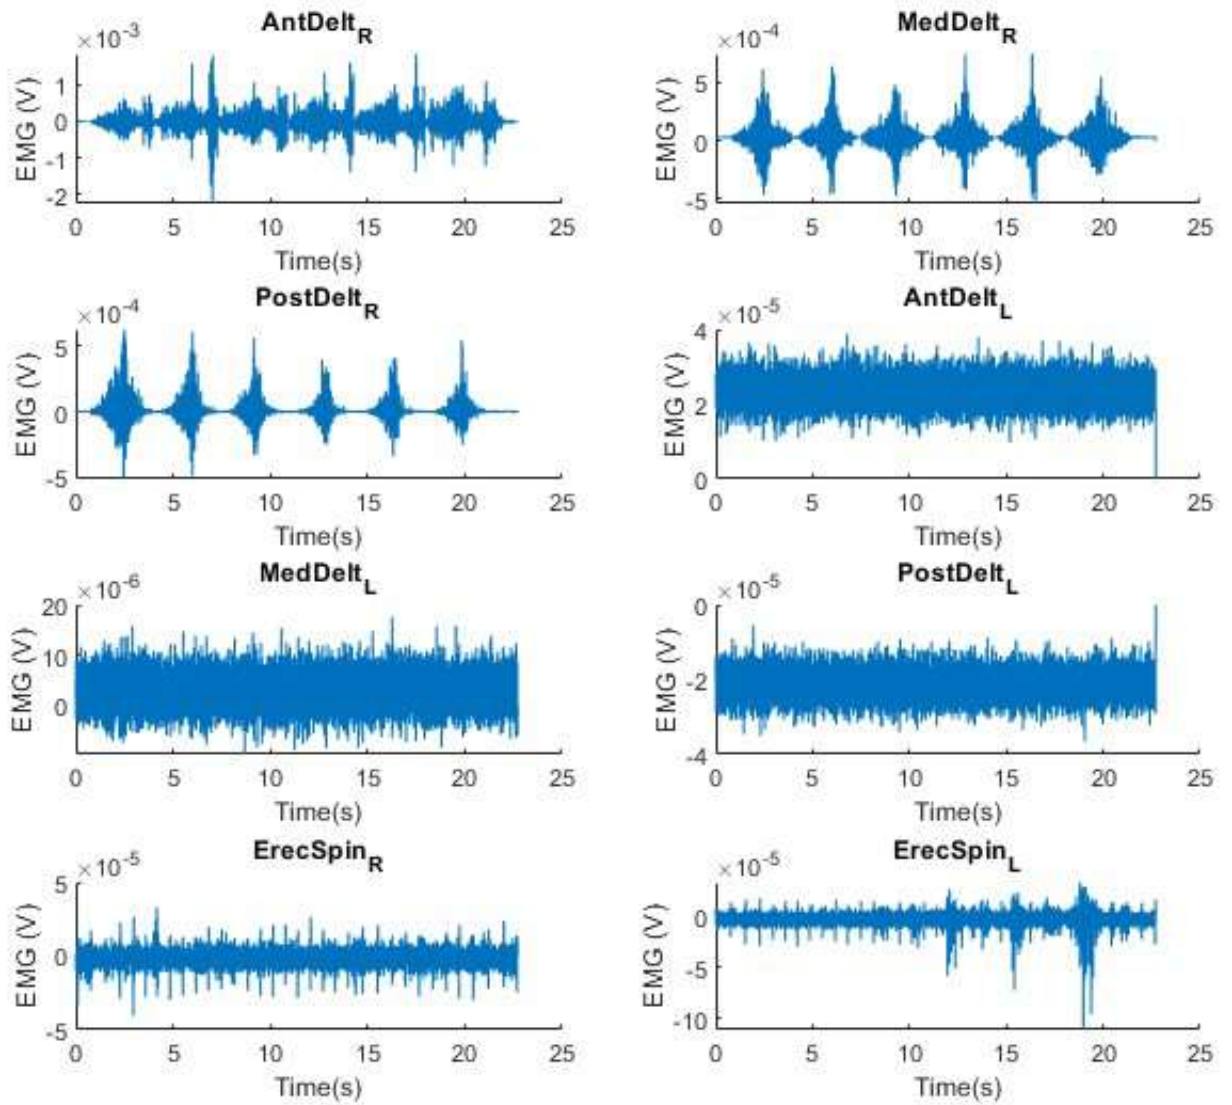 AntDelt_R
×10^-3
EMG (V)
1
0
-1
-2
0 5 10 15 20 25
Time(s)
MedDelt_R
×10^-4
EMG (V)
5
0
-5
0 5 10 15 20 25
Time(s)
PostDelt_R
×10^-4
EMG (V)
5
0
-5
0 5 10 15 20 25
Time(s)
AntDelt_L
×10^-5
EMG (V)
4
2
0
0 5 10 15 20 25
Time(s)
MedDelt_L
×10^-6
EMG (V)
20
10
0
0 5 10 15 20 25
Time(s)
PostDelt_L
×10^-5
EMG (V)
0
-2
-4
0 5 10 15 20 25
Time(s)
ErecSpin_R
×10^-5
EMG (V)
5
0
-5
0 5 10 15 20 25
Time(s)
ErecSpin_L
×10^-5
EMG (V)
0
-5
-10
0 5 10 15 20 25
Time(s)